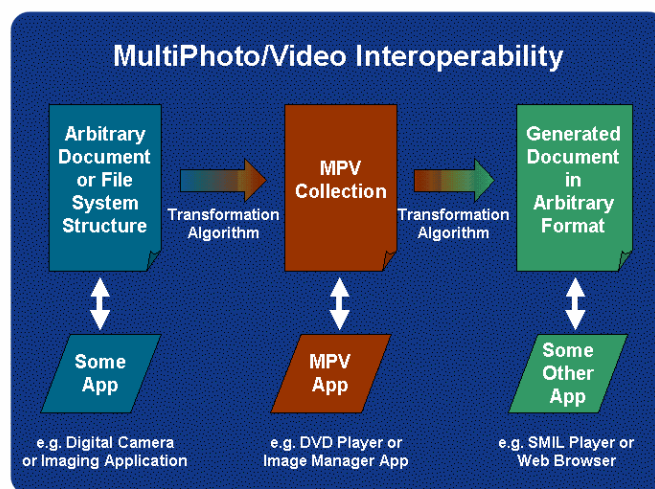 MultiPhoto/Video Interoperability
Arbitrary
Document
or File
System
Structure
Transformation
Algorithm
MPV
Collection
Transformation
Algorithm
Generated
Document
in
Arbitrary
Format
Some
App
MPV
App
Some
Other
App
e.g. Digital Camera
or Imaging Application
e.g. DVD Player or
Image Manager App
e.g. SMIL Player or
Web Browser